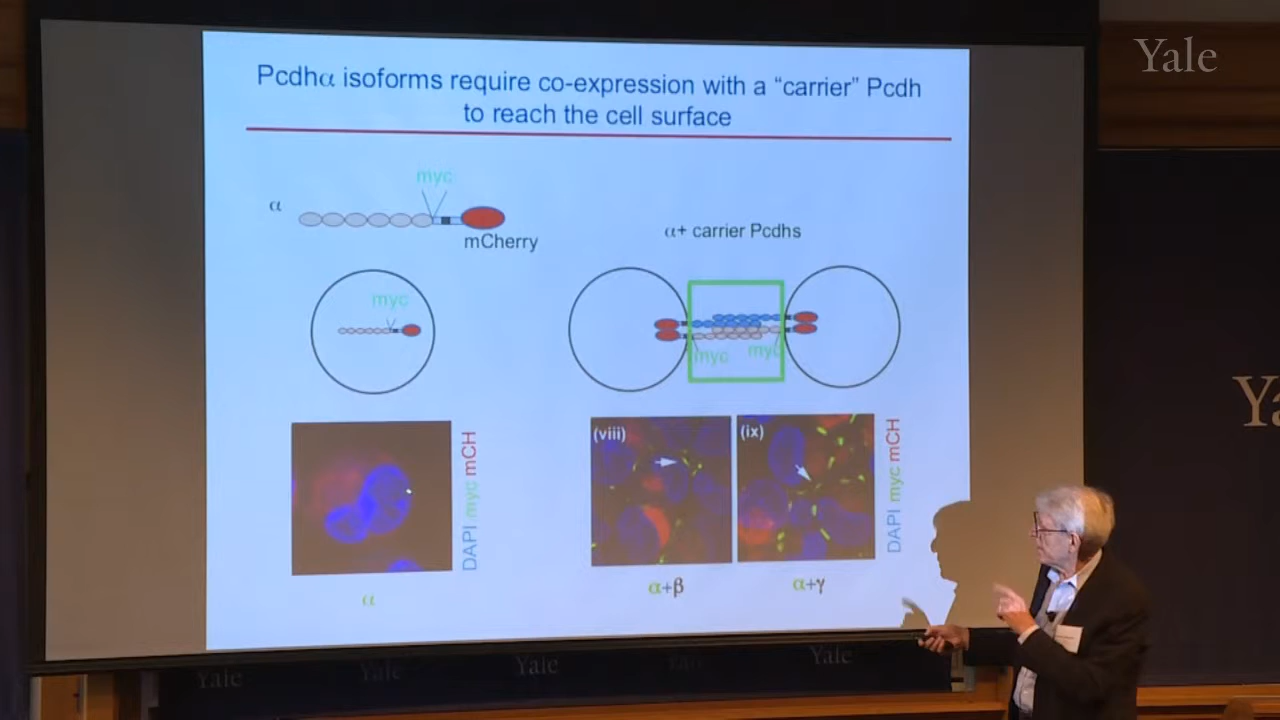 Yale
Pcdhα isoforms require co-expression with a “carrier” Pcdh
to reach the cell surface
myc
α
mCherry
α+ carrier Pcdhs
myc
myc
myc
(viii)
(ix)
DAPI myc mCH
DAPI myc mCH
α
α+β
α+γ
Yale
Yale
Yale
Yale
Yale